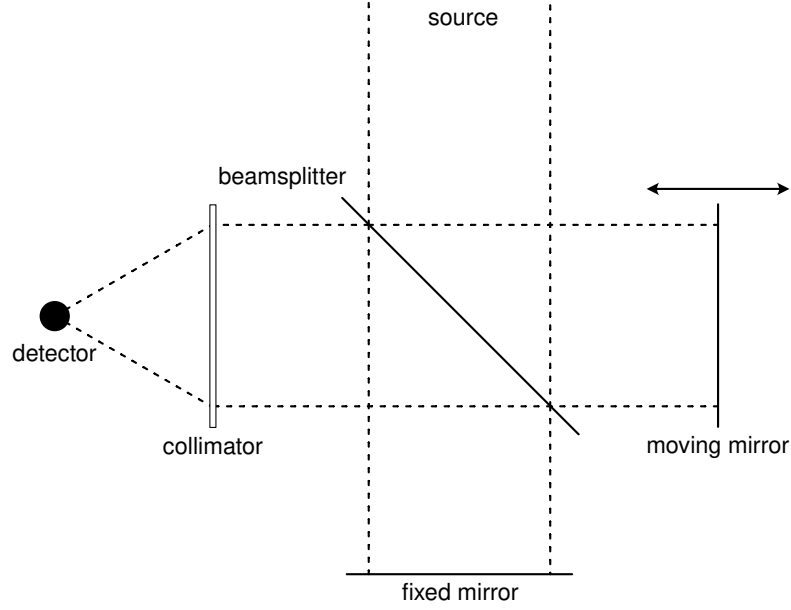 source
beamsplitter
detector
collimator
moving mirror
fixed mirror